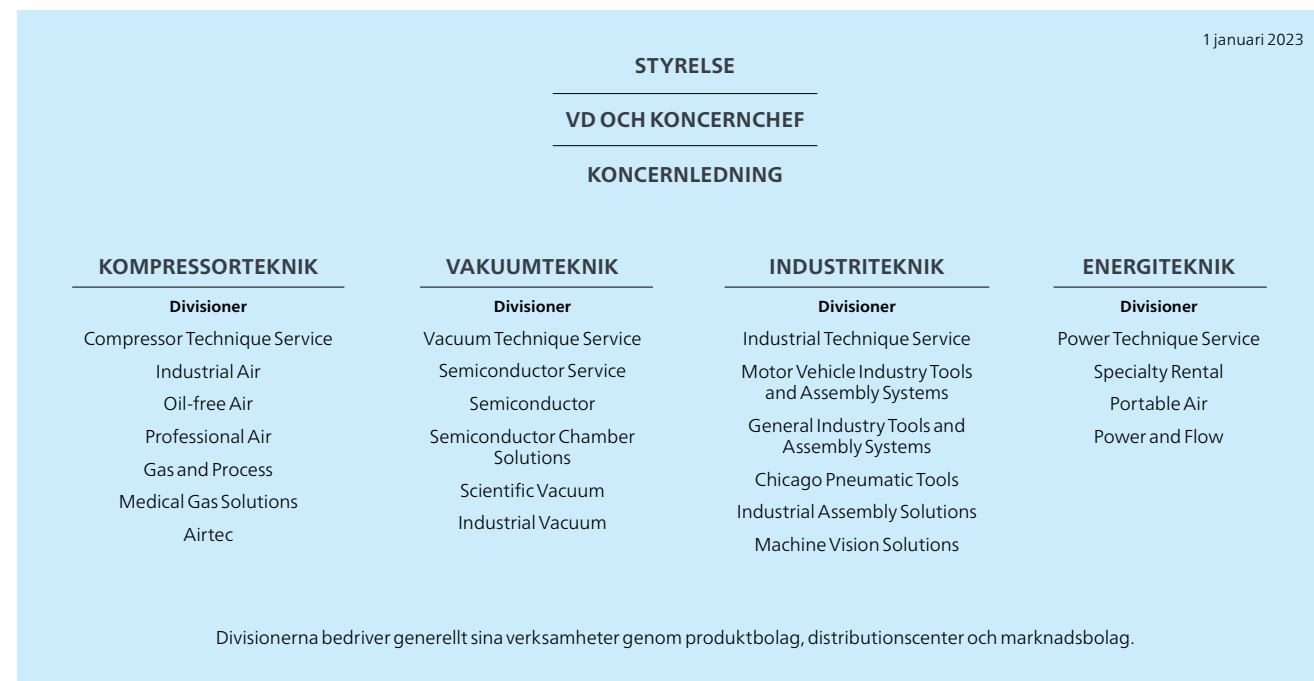 1 januari 2023
STYRELSE
VD OCH KONCERNCHEF
KONCERNLEDNING
KOMPRESSORTEKNIK
Divisioner
Compressor Technique Service
Industrial Air
Oil-free Air
Professional Air
Gas and Process
Medical Gas Solutions
Airtec
VAKUUMTEKNIK
Divisioner
Vacuum Technique Service
Semiconductor Service
Semiconductor
Semiconductor Chamber
Solutions
Scientific Vacuum
Industrial Vacuum
INDUSTRITEKNIK
Divisioner
Industrial Technique Service
Motor Vehicle Industry Tools
and Assembly Systems
General Industry Tools and
Assembly Systems
Chicago Pneumatic Tools
Industrial Assembly Solutions
Machine Vision Solutions
ENERGITEKNIK
Divisioner
Power Technique Service
Specialty Rental
Portable Air
Power and Flow
Divisionerna bedriver generellt sina verksamheter genom produktbolag, distributionscenter och marknadsbolag.